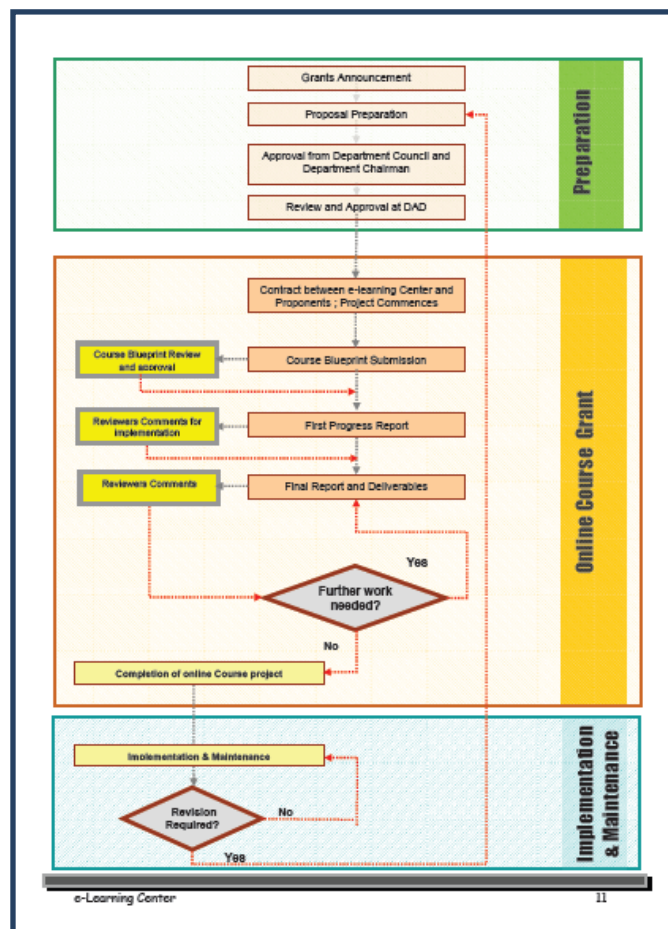 Grants Announcement
Proposal Preparation
Approval from Department Council and
Department Chairman
Review and Approval at DAD
Preparation
Contract between e-learning Center and
Proponents ; Project Commences
Course Blueprint Review
and approval
Course Blueprint Submission
Reviewers Comments for
implementation
First Progress Report
Reviewers Comments
Final Report and Deliverables
Yes
Further work
needed?
No
Completion of online Course project
Online Course Grant
Implementation & Maintenance
Revision
Required?
No
Yes
Implementation
& Maintenance
e-Learning Center
11